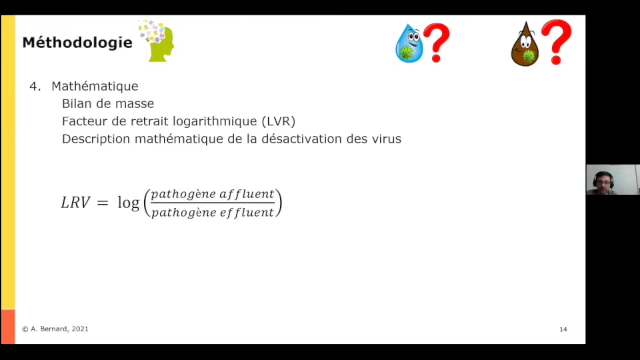 Méthodologie
??
4. Mathématique
Bilan de masse
Facteur de retrait logarithmique (LVR)
Description mathématique de la désactivation des virus
LRV = log(pathogène affluent / pathogène effluent)
© A. Bernard, 2021
14